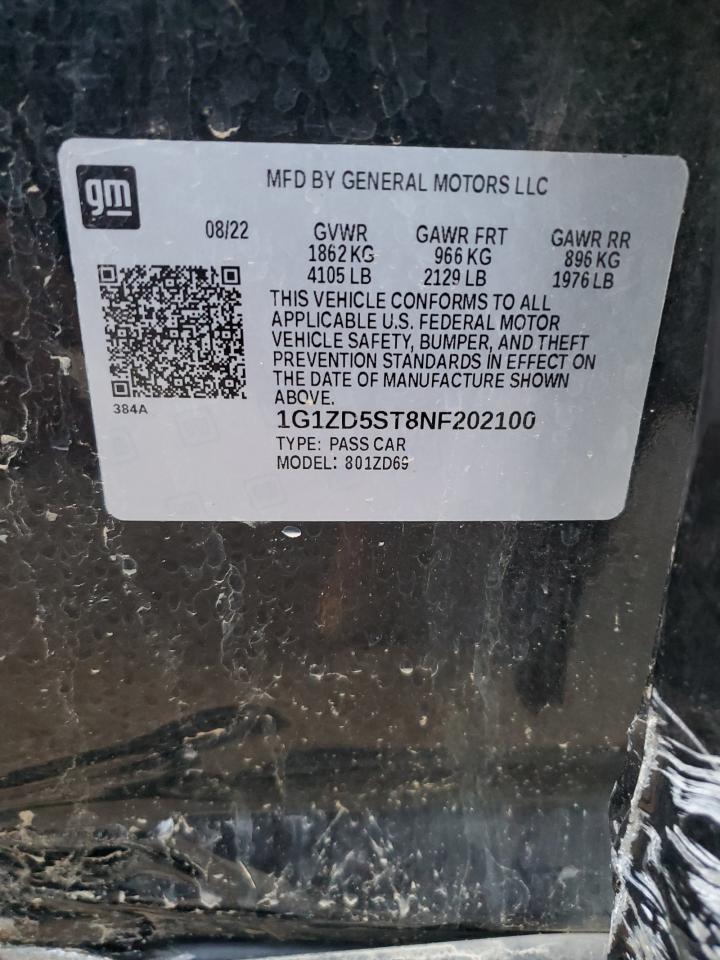 gm
MFD BY GENERAL MOTORS LLC
08/22 GVWR GAWR FRT GAWR RR
1862 KG 966 KG 896 KG
4105 LB 2129 LB 1976 LB
THIS VEHICLE CONFORMS TO ALL
APPLICABLE U.S. FEDERAL MOTOR
VEHICLE SAFETY, BUMPER, AND THEFT
PREVENTION STANDARDS IN EFFECT ON
THE DATE OF MANUFACTURE SHOWN
ABOVE.
384A
1G1ZD5ST8NF202100
TYPE: PASS CAR
MODEL: 801ZD69